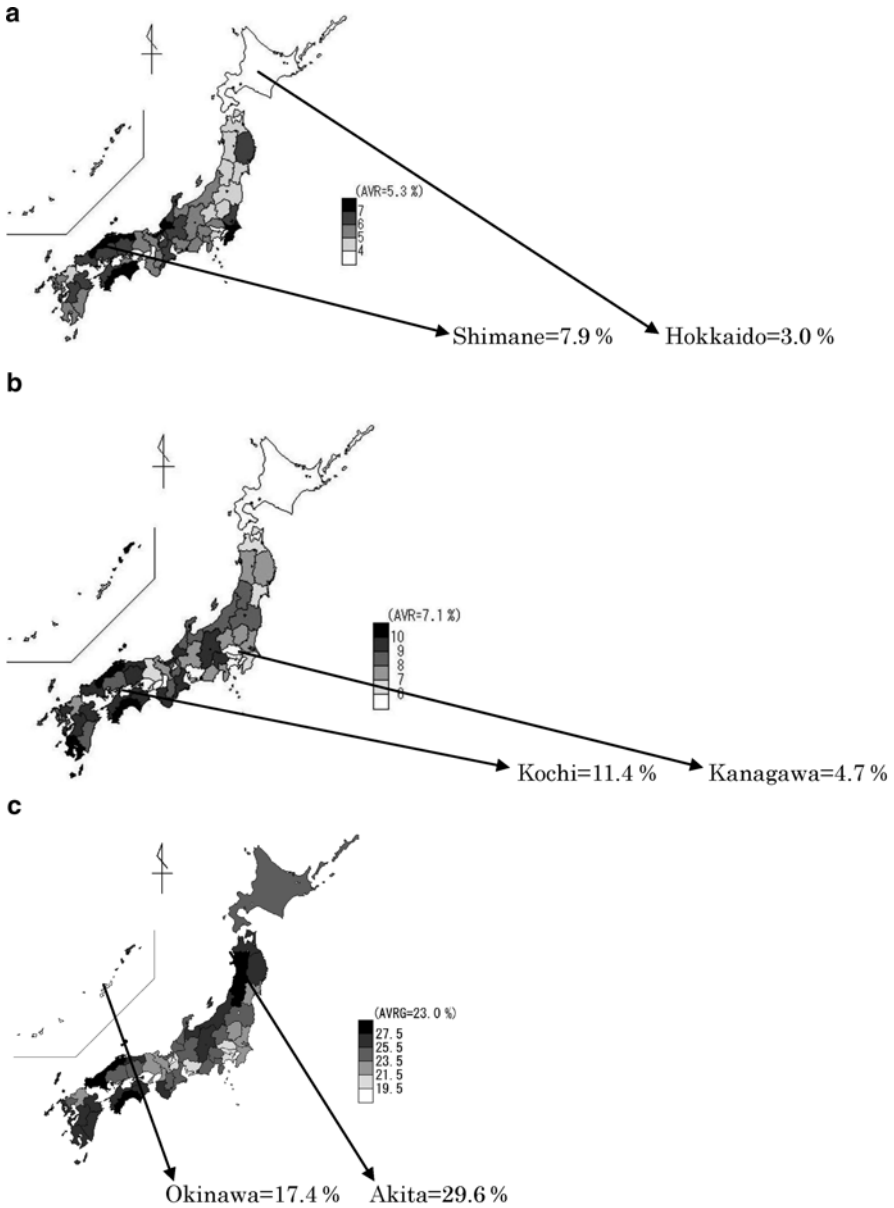 a
(AVR=5.3 %)
7
6
5
4
Shimane=7.9 %
Hokkaido=3.0 %
b
(AVR=7.1 %)
10
9
8
7
6
Kochi=11.4 %
Kanagawa=4.7 %
c
(AVRG=23.0 %)
27.5
25.5
23.5
21.5
19.5
Okinawa=17.4 %
Akita=29.6 %